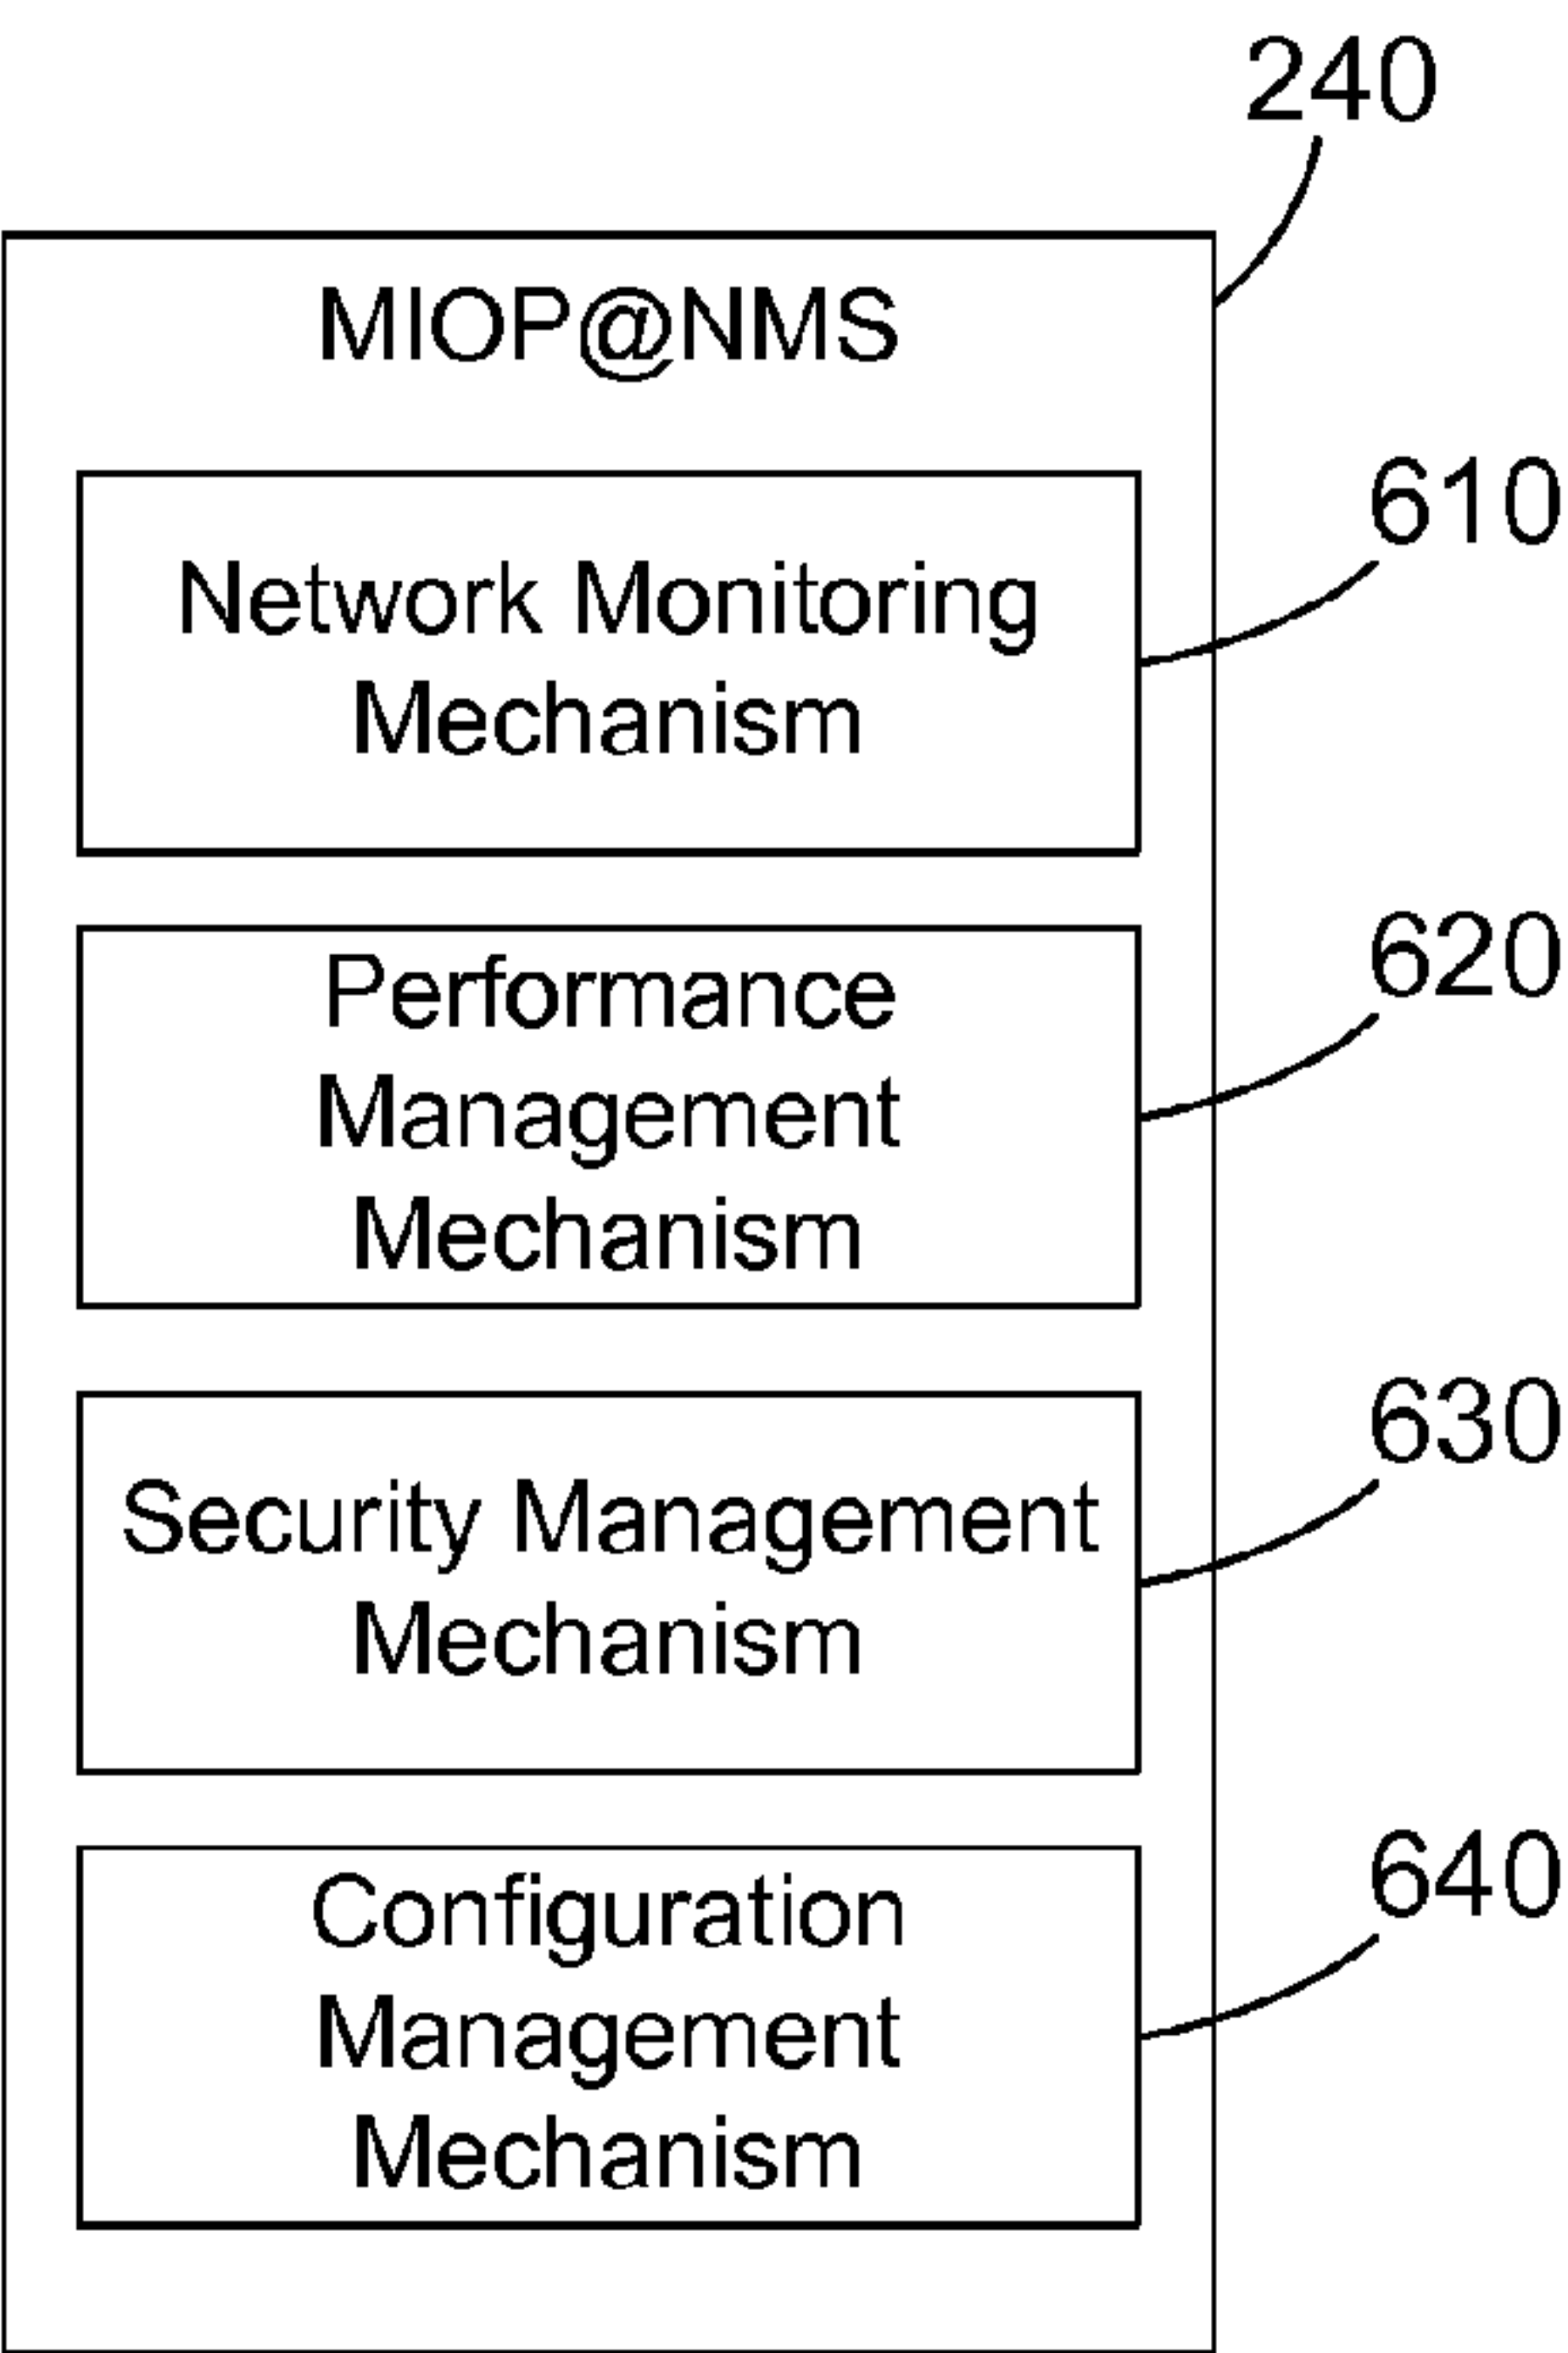 240
MIOP@NMS
610
Network Monitoring
Mechanism
620
Performance
Management
Mechanism
630
Security Management
Mechanism
640
Configuration
Management
Mechanism